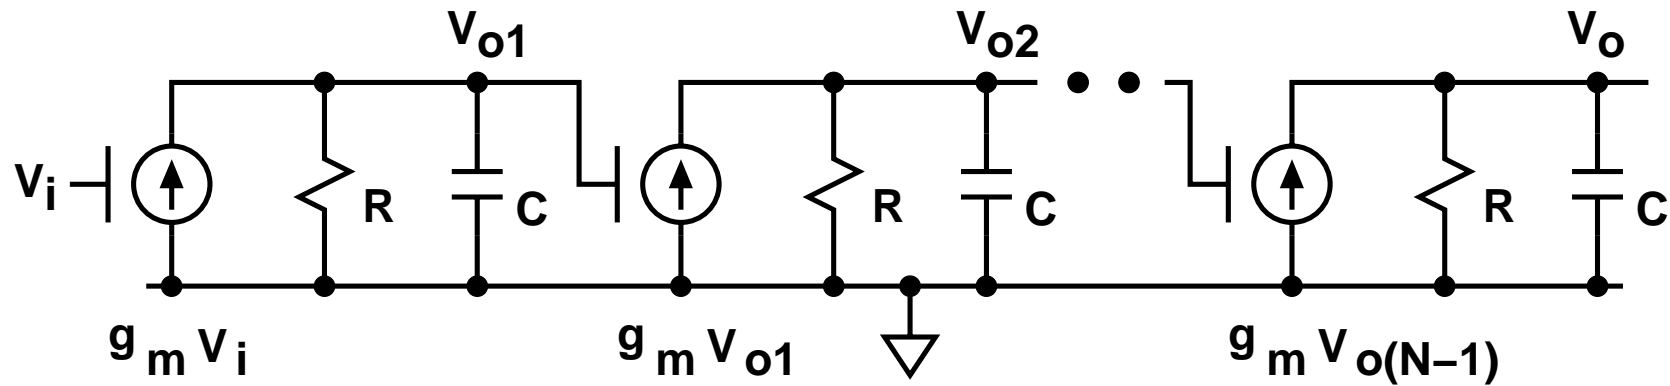 Vo1 Vo2 Vo
Vi R C R C R C
gm Vi gm Vo1 gm Vo(N−1)